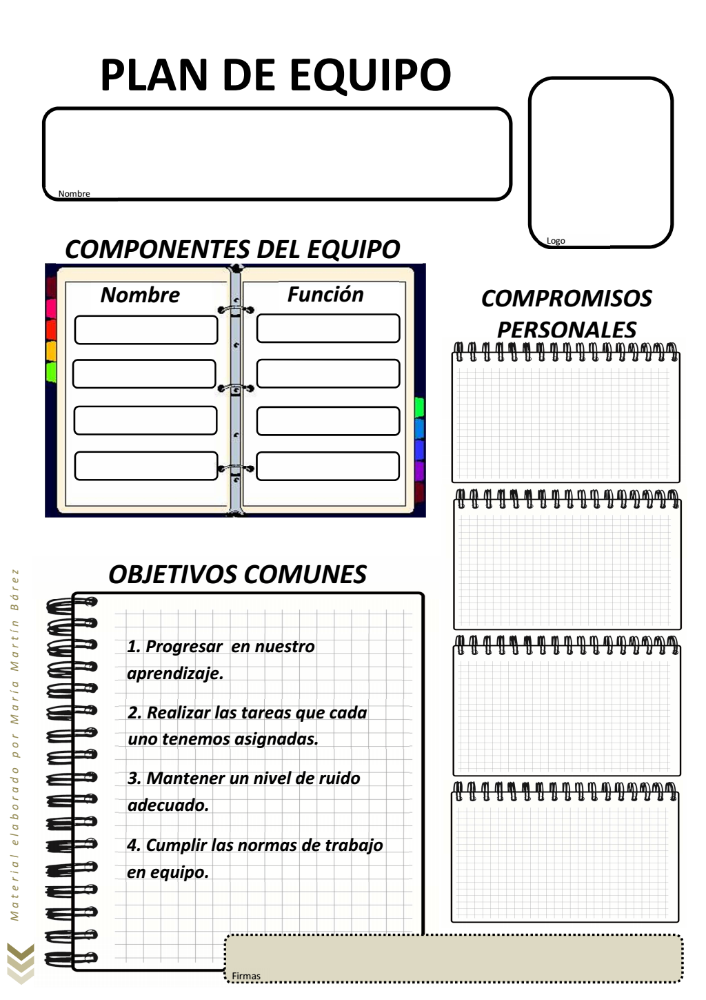 PLAN DE EQUIPO
Nombre
Logo
COMPONENTES DEL EQUIPO
Nombre
Función
COMPROMISOS
PERSONALES
OBJETIVOS COMUNES
1. Progresar  en nuestro
aprendizaje.
2. Realizar las tareas que cada
uno tenemos asignadas.
3. Mantener un nivel de ruido
adecuado.
4. Cumplir las normas de trabajo
en equipo.
Firmas
Material elaborado por María Martín Bárez